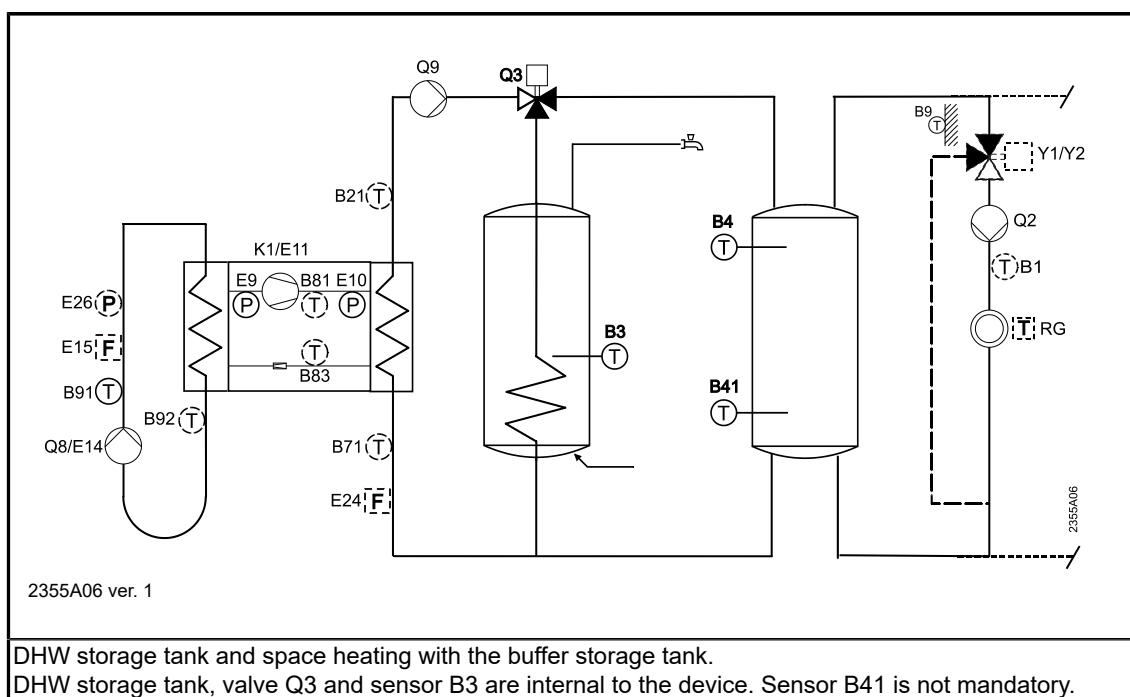 Q9
Q3
B9
T
Y1/Y2
B21 T
B4
T
Q2
K1/E11
T B1
E9 B81 E10
P T P
E26 P
B3
T
T RG
E15 F
T
B83
B41
T
B91 T
B92 T
Q8/E14
B71 T
E24 F
2355A06
2355A06 ver. 1
DHW storage tank and space heating with the buffer storage tank.
DHW storage tank, valve Q3 and sensor B3 are internal to the device. Sensor B41 is not mandatory.